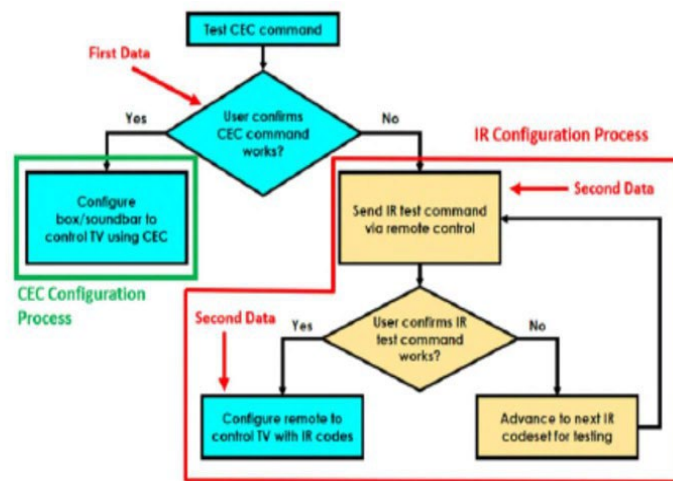 Test CEC command
First Data
User confirms
CEC command
works?
Yes
No
IR Configuration Process
Configure
box/soundbar to
control TV using CEC
Second Data
Send IR test command
via remote control
CEC Configuration
Process
Second Data
Yes
User confirms IR
test command
works?
No
Configure remote to
control TV with IR codes
Advance to next IR
codeset for testing